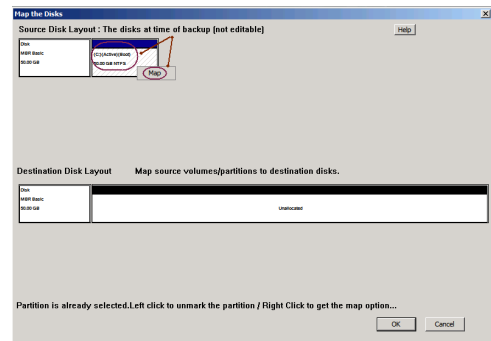 Map the Disks
Source Disk Layout : The disks at time of backup (not editable)
Help
Disk
MBR Basic
50.00 GB
(C:)(Active)(Boot)
50.00 GB NTFS
Map
Destination Disk Layout Map source volumes/partitions to destination disks.
Disk
MBR Basic
50.00 GB
Unallocated
Partition is already selected.Left click to unmark the partition / Right Click to get the map option...
OK Cancel